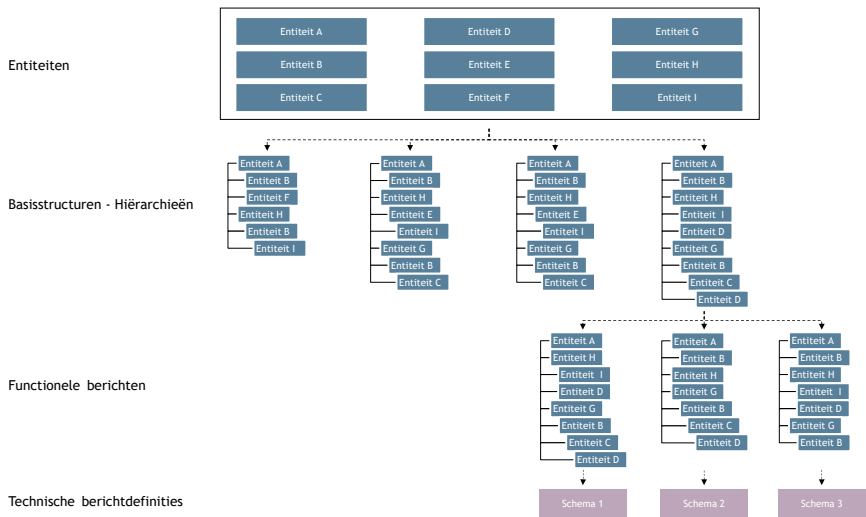 Entiteiten
Entiteit A
Entiteit D
Entiteit G
Entiteit B
Entiteit E
Entiteit H
Entiteit C
Entiteit F
Entiteit I
Basisstructuren - Hiërarchieën
Entiteit A
Entiteit B
Entiteit F
Entiteit H
Entiteit B
Entiteit I
Entiteit A
Entiteit B
Entiteit H
Entiteit E
Entiteit I
Entiteit G
Entiteit B
Entiteit C
Entiteit A
Entiteit B
Entiteit H
Entiteit E
Entiteit I
Entiteit G
Entiteit B
Entiteit C
Entiteit A
Entiteit B
Entiteit H
Entiteit I
Entiteit D
Entiteit G
Entiteit B
Entiteit C
Entiteit D
Functionele berichten
Entiteit A
Entiteit H
Entiteit I
Entiteit D
Entiteit G
Entiteit B
Entiteit C
Entiteit D
Entiteit A
Entiteit B
Entiteit H
Entiteit G
Entiteit B
Entiteit C
Entiteit D
Entiteit A
Entiteit B
Entiteit H
Entiteit I
Entiteit D
Entiteit G
Entiteit B
Technische berichtdefinities
Schema 1
Schema 2
Schema 3